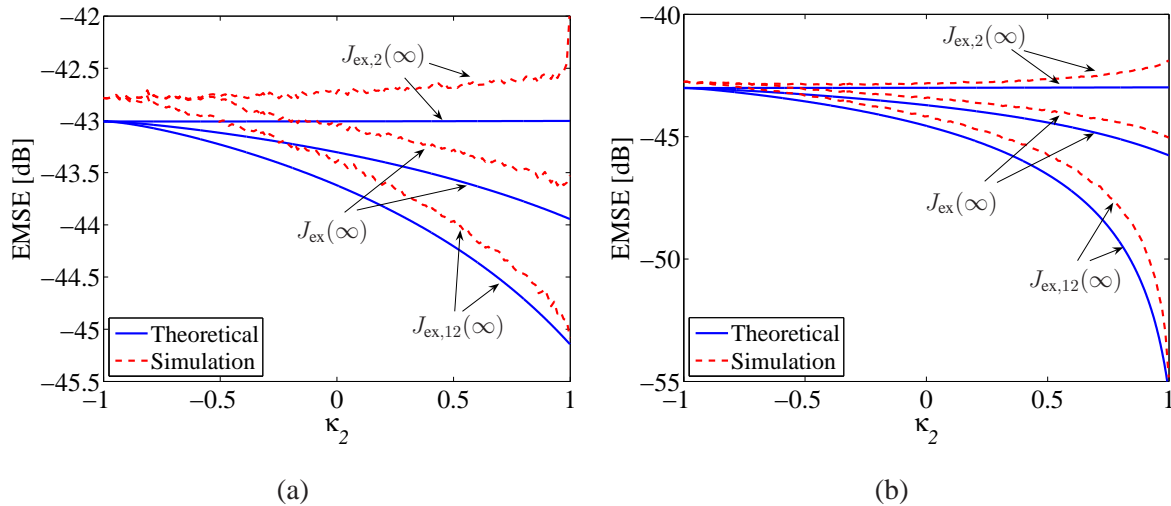 −42
−42.5
−43
−43.5
−44
−44.5
−45
−45.5
EMSE [dB]
J_ex,2(∞)
J_ex(∞)
J_ex,12(∞)
Theoretical
Simulation
−1
−0.5
0
0.5
1
κ_2
(a)
−40
−45
−50
−55
EMSE [dB]
J_ex,2(∞)
J_ex(∞)
J_ex,12(∞)
Theoretical
Simulation
−1
−0.5
0
0.5
1
κ_2
(b)